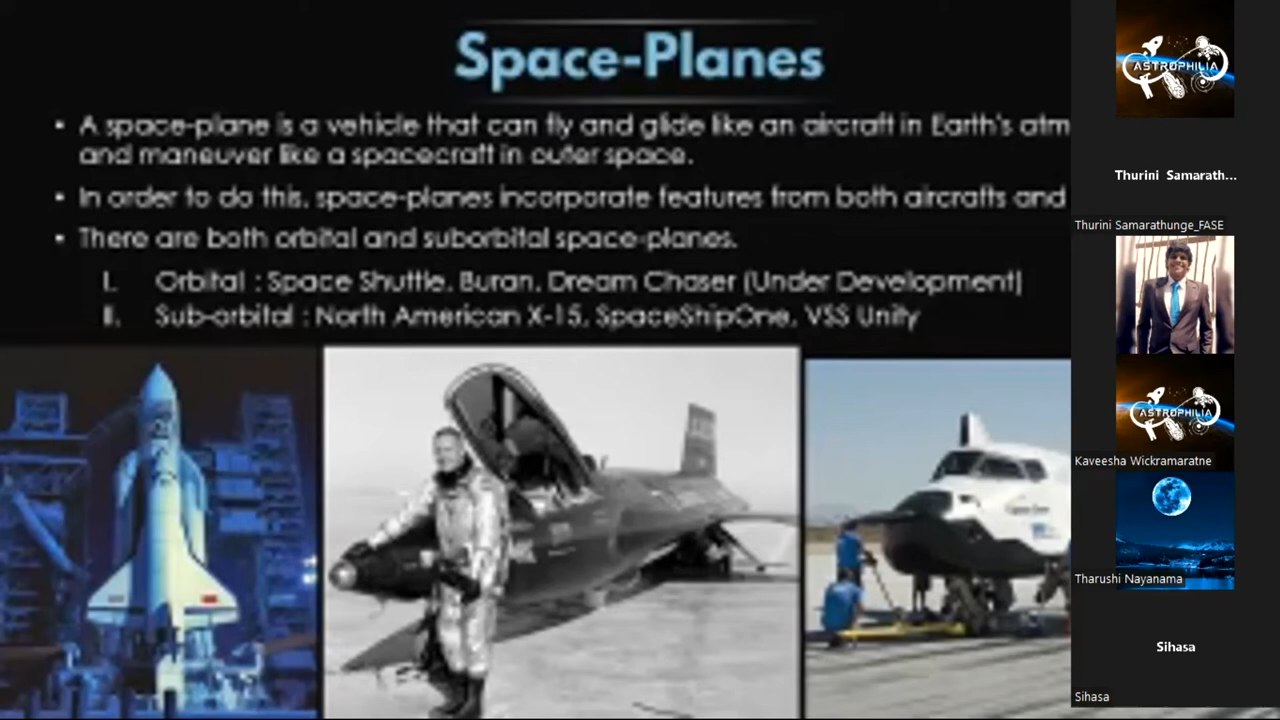 Space-Planes
• A space-plane is a vehicle that can fly and glide like an aircraft in Earth's atm
and maneuver like a spacecraft in outer space.
• In order to do this, space-planes incorporate features from both aircrafts and
• There are both orbital and suborbital space-planes.
I. Orbital : Space Shuttle, Buran, Dream Chaser (Under Development)
II. Sub-orbital : North American X-15, SpaceShipOne, VSS Unity
ASTROPHILIA
Thurini Samarath...
Thurini Samarathunge_FASE
ASTROPHILIA
Kaveesha Wickramaratne
Tharushi Nayanama
Sihasa
Sihasa